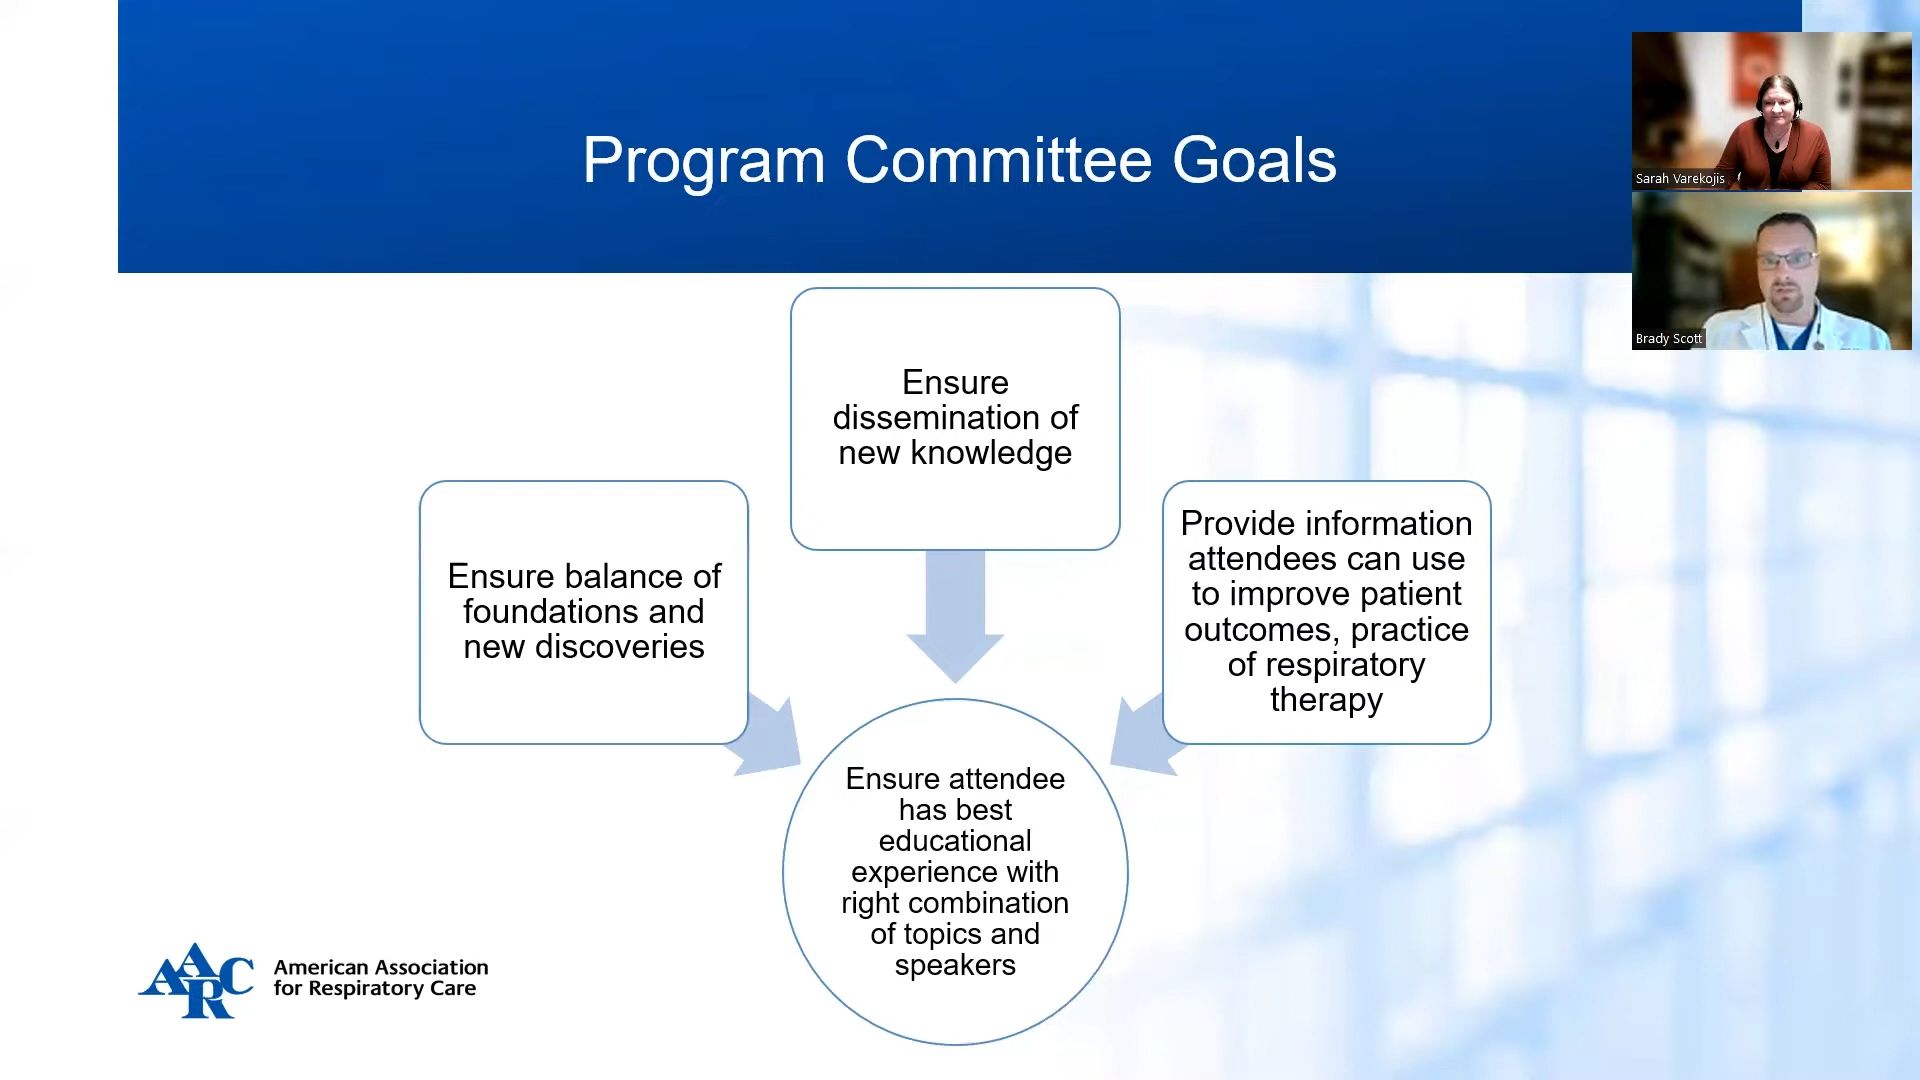 Program Committee Goals
Sarah Varekojis
Brady Scott
Ensure
dissemination of
new knowledge
Ensure balance of
foundations and
new discoveries
Provide information
attendees can use
to improve patient
outcomes, practice
of respiratory
therapy
Ensure attendee
has best
educational
experience with
right combination
of topics and
speakers
AARC
American Association
for Respiratory Care